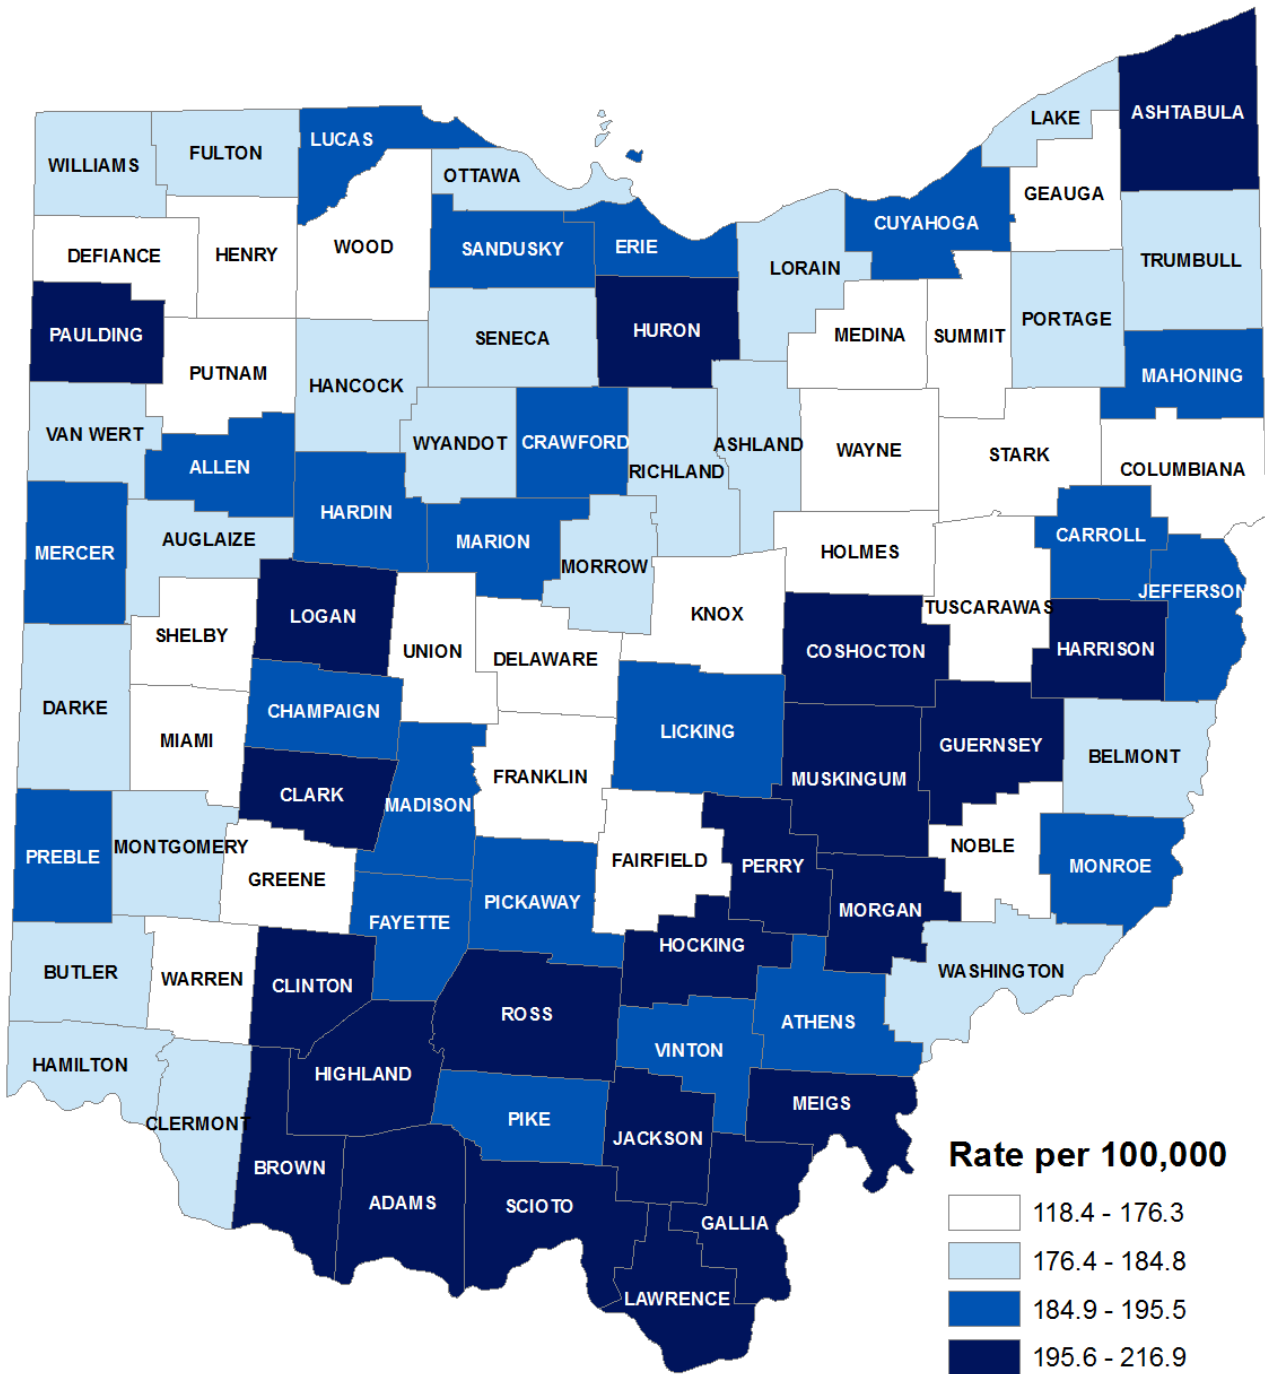 ASHTABULA
LAKE
LUCAS
FULTON
WILLIAMS
OTTAWA
GEAUGA
CUYAHOGA
WOOD
ERIE
SANDUSKY
HENRY
DEFIANCE
TRUMBULL
LORAIN
PORTAGE
HURON
PAULDING
MEDINA
SUMMIT
SENECA
PUTNAM
MAHONING
HANCOCK
VAN WERT
WYANDOT
CRAWFORD
ASHLAND
WAYNE
STARK
RICHLAND
ALLEN
COLUMBIANA
HARDIN
CARROLL
AUGLAIZE
MARION
MERCER
HOLMES
MORROW
JEFFERSON
TUSCARAWAS
KNOX
LOGAN
SHELBY
HARRISON
UNION
COSHOCTON
DELAWARE
DARKE
CHAMPAIGN
LICKING
MIAMI
GUERNSEY
BELMONT
FRANKLIN
MUSKINGUM
CLARK
MADISON
MONTGOMERY
NOBLE
PREBLE
FAIRFIELD
PERRY
MONROE
GREENE
PICKAWAY
MORGAN
FAYETTE
HOCKING
BUTLER
WASHINGTON
WARREN
CLINTON
ROSS
ATHENS
VINTON
HAMILTON
HIGHLAND
MEIGS
PIKE
CLERMONT
JACKSON
BROWN
ADAMS
SCIOTO
GALLIA
LAWRENCE
Rate per 100,000
118.4 - 176.3
176.4 - 184.8
184.9 - 195.5
195.6 - 216.9